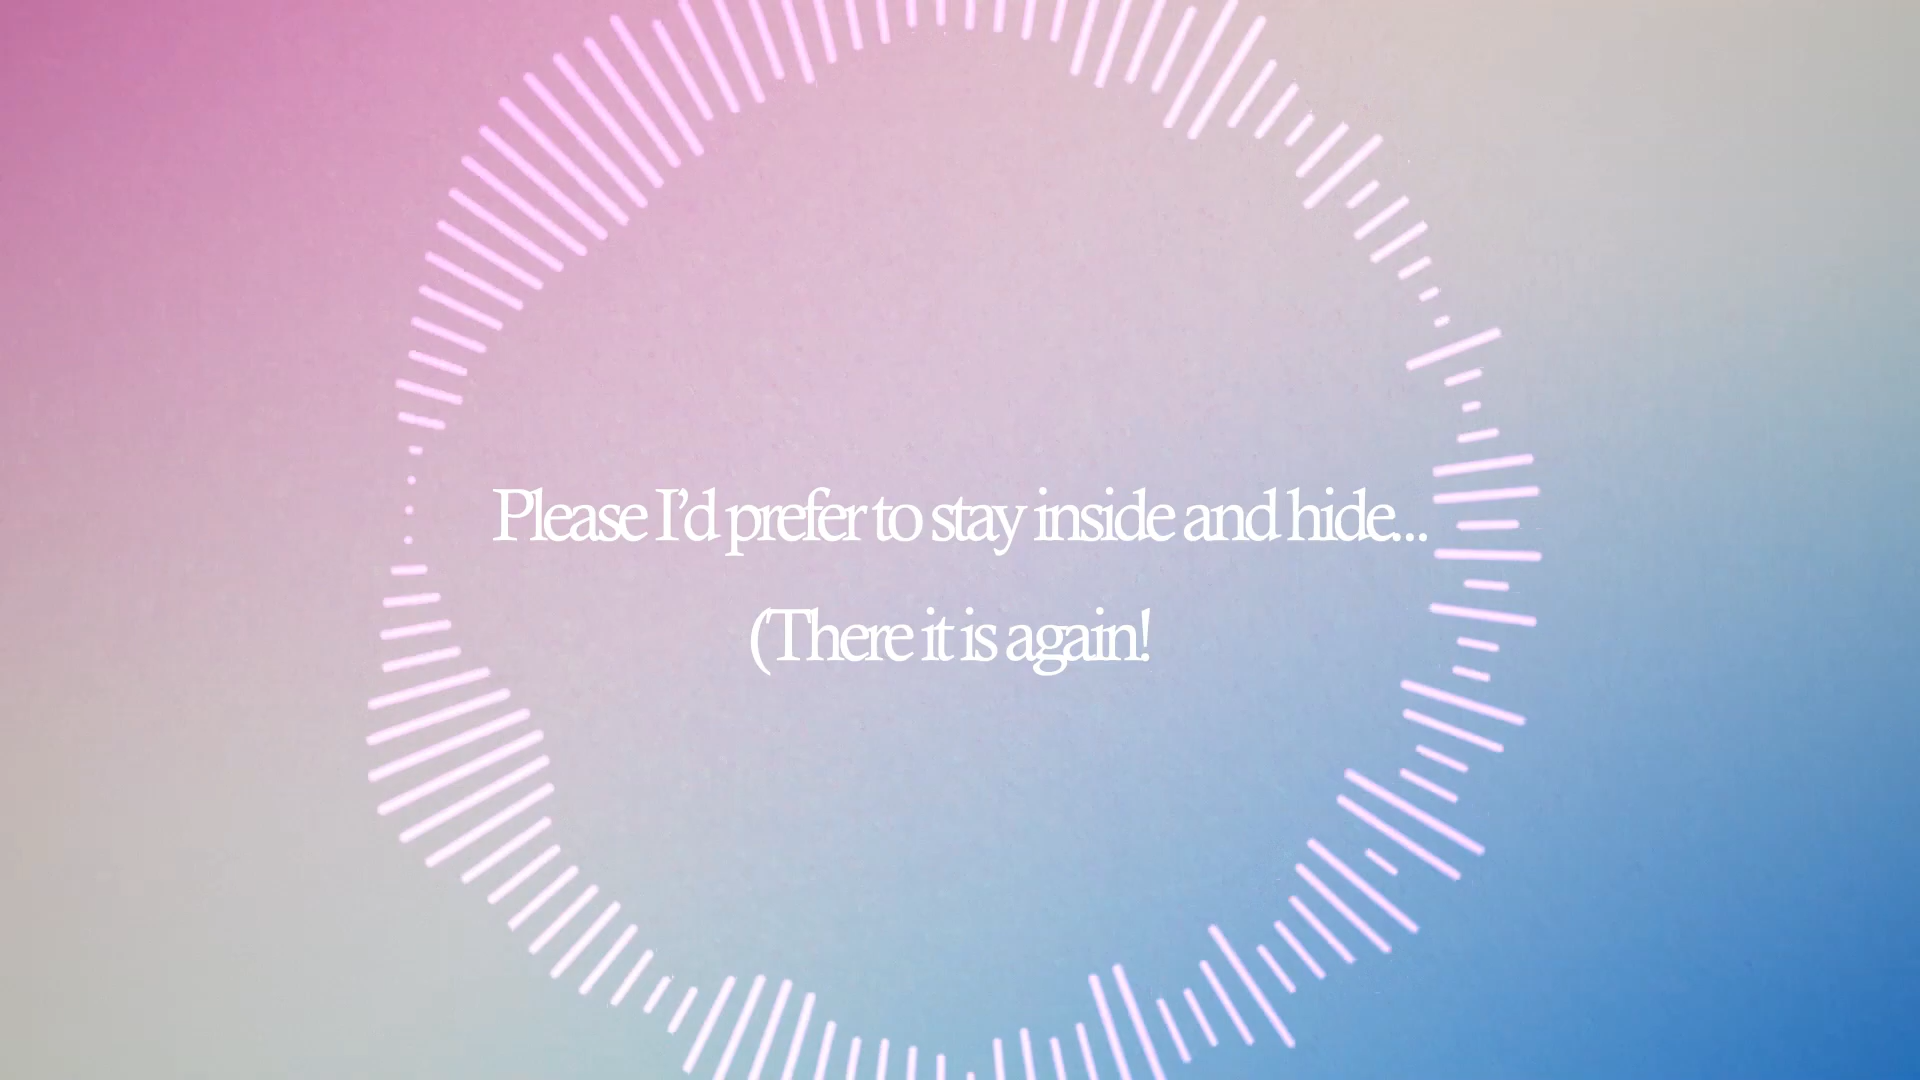 Please I’d prefer to stay inside and hide...
(There it is again!